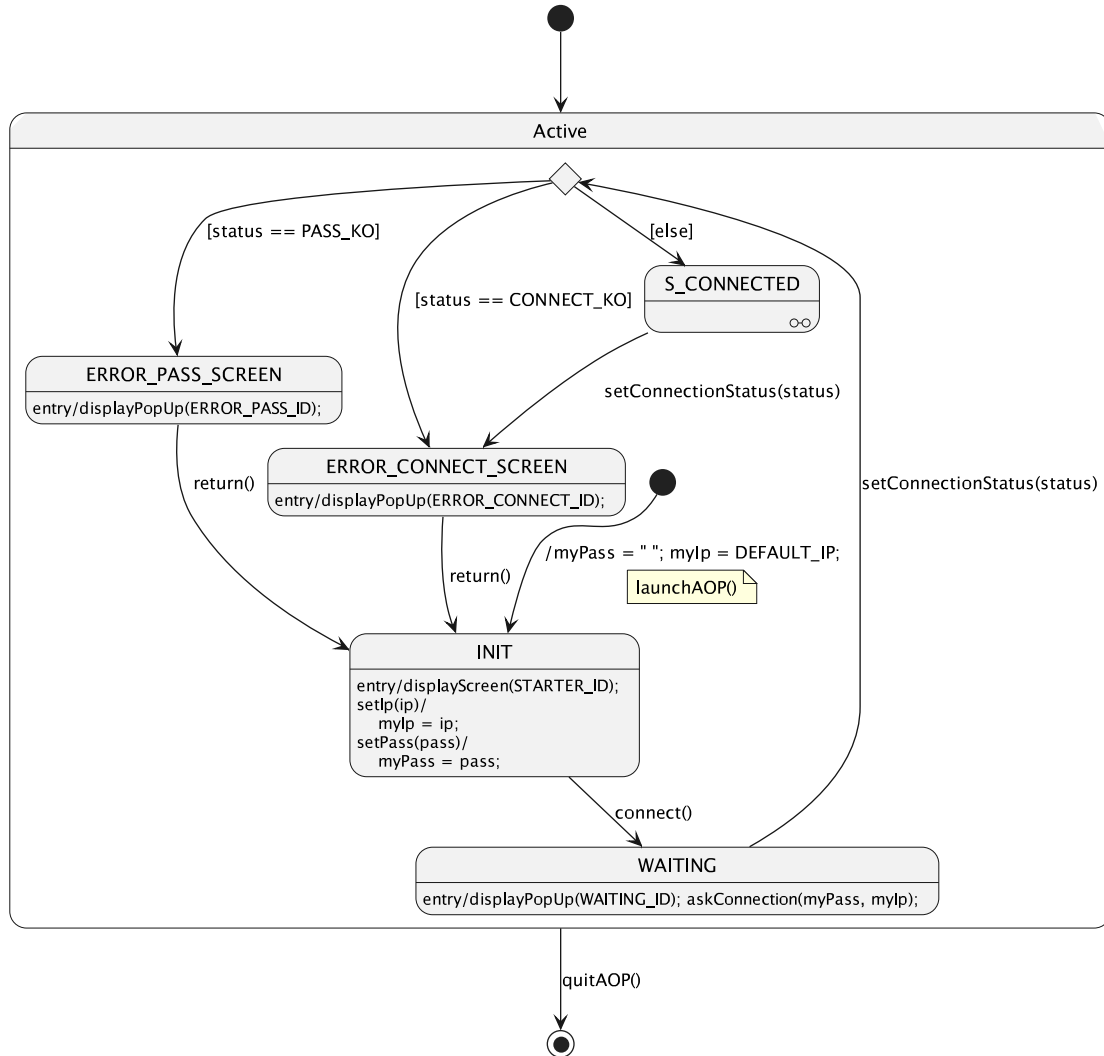 Active
[status == PASS_KO]
[else]
S_CONNECTED
[status == CONNECT_KO]
ERROR_PASS_SCREEN
entry/displayPopUp(ERROR_PASS_ID);
setConnectionStatus(status)
ERROR_CONNECT_SCREEN
entry/displayPopUp(ERROR_CONNECT_ID);
return()
setConnectionStatus(status)
/myPass = " "; myIp = DEFAULT_IP;
return()
launchAOP()
INIT
entry/displayScreen(STARTER_ID);
setIp(ip)/
myIp = ip;
setPass(pass)/
myPass = pass;
connect()
WAITING
entry/displayPopUp(WAITING_ID); askConnection(myPass, myIp);
quitAOP()